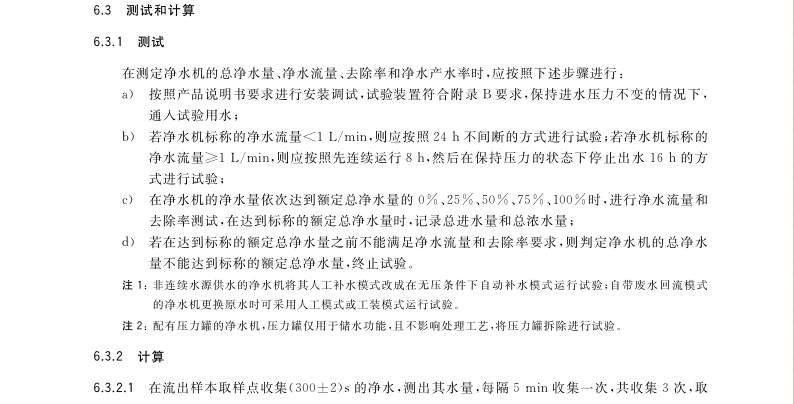 6.3 测试和计算
6.3.1 测试
在测定净水机的总净水量、净水流量、去除率和净水产水率时,应按照下述步骤进行:
a) 按照产品说明书要求进行安装调试,试验装置符合附录 B 要求,保持进水压力不变的情况下,
通入试验用水;
b) 若净水机标称的净水流量<1 L/min,则应按照 24 h 不间断的方式进行试验;若净水机标称的
净水流量≥1 L/min,则应按照先连续运行 8 h,然后在保持压力的状态下停止出水 16 h 的方
式进行试验;
c) 在净水机的净水量依次达到额定总净水量的 0%、25%、50%、75%、100%时,进行净水流量和
去除率测试,在达到标称的额定总净水量时,记录总进水量和总浓水量;
d) 若在达到标称的额定总净水量之前不能满足净水流量和去除率要求,则判定净水机的总净水
量不能达到标称的额定总净水量,终止试验。
注 1:非连续水源供水的净水机将其人工补水模式改成在无压条件下自动补水模式运行试验;自带废水回流模式
的净水机更换原水时可采用人工模式或工装模式运行试验。
注 2:配有压力罐的净水机,压力罐仅用于储水功能,且不影响处理工艺,将压力罐拆除进行试验。
6.3.2 计算
6.3.2.1 在流出样本取样点收集(300±2)s 的净水,测出其水量,每隔 5 min 收集一次,共收集 3 次,取